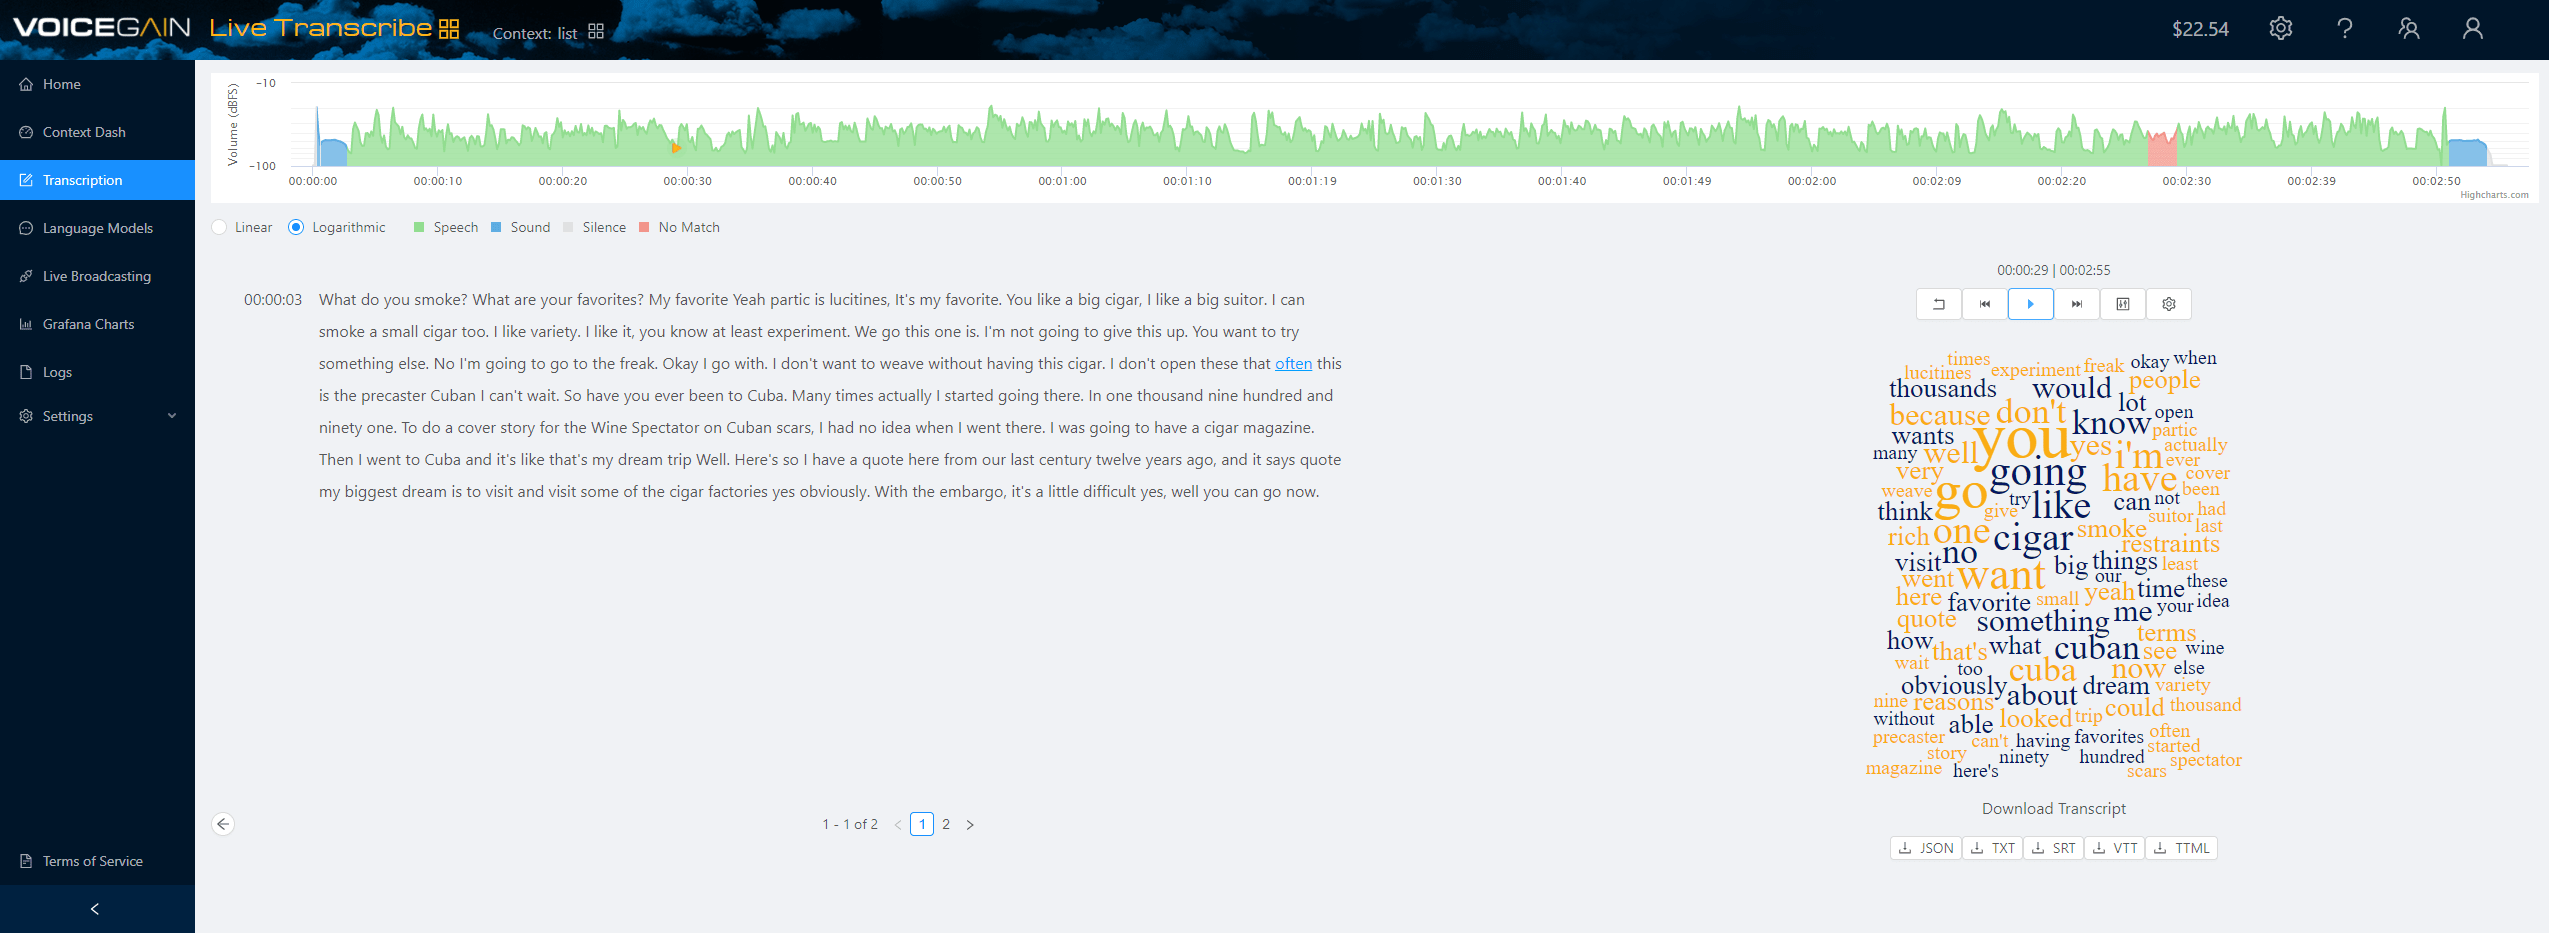 VOICEGAIN Live Transcribe Context: list $22.54
Home
Context Dash
Transcription
Language Models
Live Broadcasting
Grafana Charts
Logs
Settings
Terms of Service
Volume (dBFS)
-10
-100
00:00:00 00:00:10 00:00:20 00:00:30 00:00:40 00:00:50 00:01:00 00:01:10 00:01:19 00:01:30 00:01:40 00:01:49 00:02:00 00:02:09 00:02:20 00:02:30 00:02:39 00:02:50
Highcharts.com
Linear Logarithmic Speech Sound Silence No Match
00:00:03 What do you smoke? What are your favorites? My favorite Yeah partic is lucitines, It's my favorite. You like a big cigar, I like a big suitor. I can
smoke a small cigar too. I like variety. I like it, you know at least experiment. We go this one is. I'm not going to give this up. You want to try
something else. No I'm going to go to the freak. Okay I go with. I don't want to weave without having this cigar. I don't open these that often this
is the precaster Cuban I can't wait. So have you ever been to Cuba. Many times actually I started going there. In one thousand nine hundred and
ninety one. To do a cover story for the Wine Spectator on Cuban scars, I had no idea when I went there. I was going to have a cigar magazine.
Then I went to Cuba and it's like that's my dream trip Well. Here's so I have a quote here from our last century twelve years ago, and it says quote
my biggest dream is to visit and visit some of the cigar factories yes obviously. With the embargo, it's a little difficult yes, well you can go now.
1 - 1 of 2 < 1 2 >
00:00:29 | 00:02:55
times okay when
lucitines experiment freak
thousands would people
lot open
because don't know
wants you yes partic
many well i'm actually
very going have ever cover
weave go try like can not been
think give suitor had
rich one cigar smoke last
restraints
visit no big things least
went want our these
here favorite small yeah time
your idea
quote something me
how that's what cuban terms
see wine
wait too cuba now else
obviously about dream variety
nine reasons could thousand
without able looked trip
precaster can't having favorites often
story ninety hundred started
magazine here's scars spectator
Download Transcript
JSON TXT SRT VTT TTML